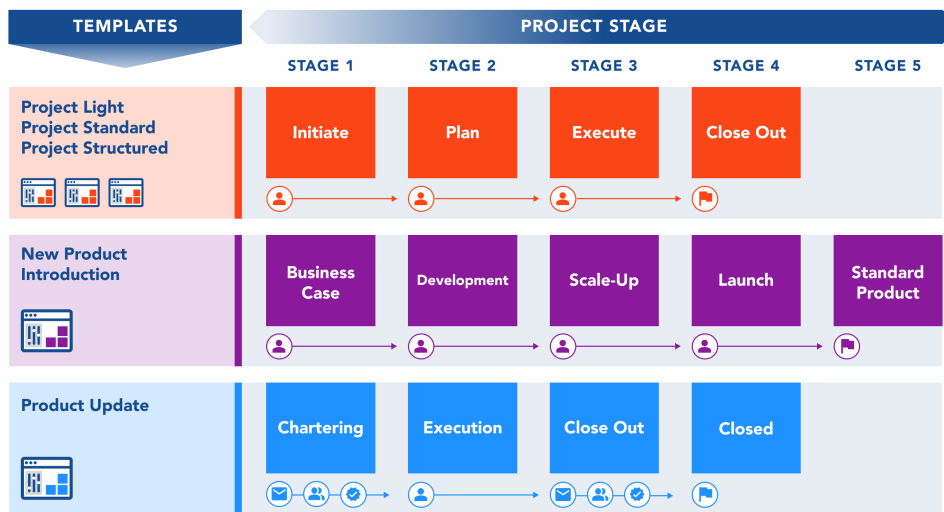 TEMPLATES
PROJECT STAGE
STAGE 1
STAGE 2
STAGE 3
STAGE 4
STAGE 5
Project Light
Project Standard
Project Structured
Initiate
Plan
Execute
Close Out
New Product
Introduction
Business
Case
Development
Scale-Up
Launch
Standard
Product
Product Update
Chartering
Execution
Close Out
Closed